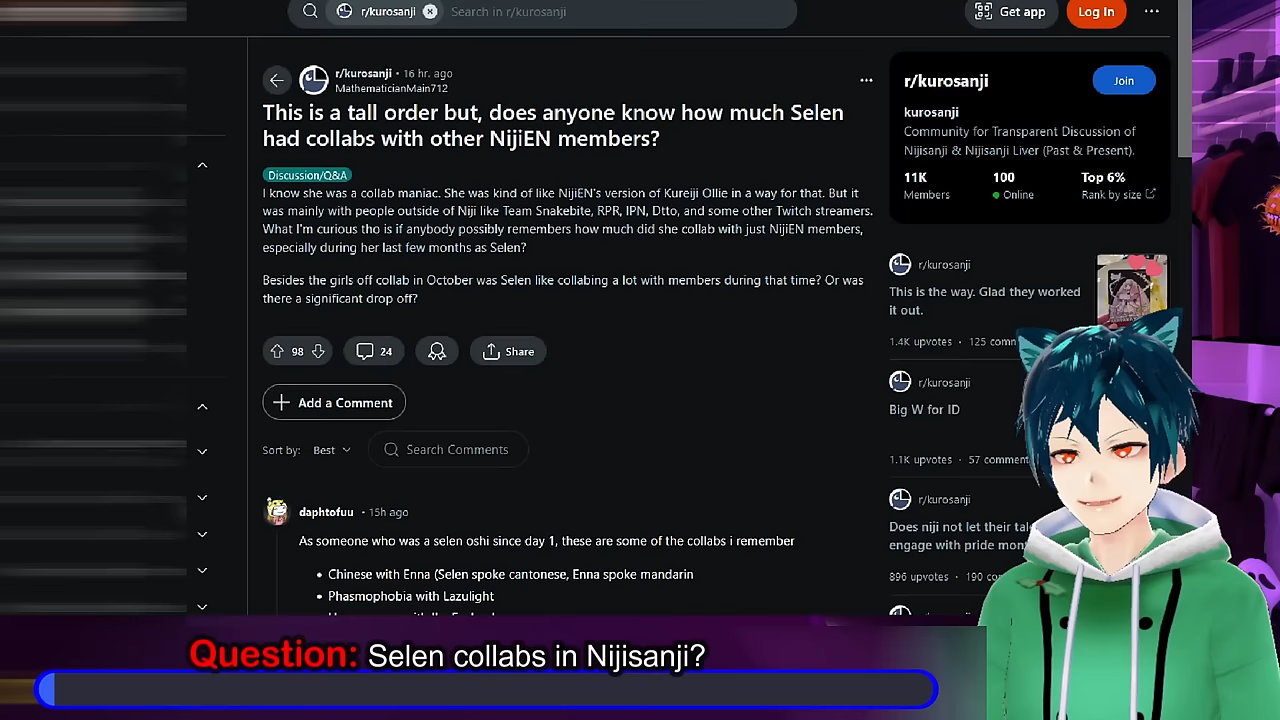 r/kurosanji
Search in r/kurosanji
Get app
Log In
r/kurosanji • 16 hr. ago
MathematicianMain712
This is a tall order but, does anyone know how much Selen
had collabs with other NijiEN members?
Discussion/Q&A
I know she was a collab maniac. She was kind of like NijiEN's version of Kureiji Ollie in a way for that. But it
was mainly with people outside of Niji like Team Snakebite, RPR, IPN, Dtto, and some other Twitch streamers.
What I'm curious tho is if anybody possibly remembers how much did she collab with just NijiEN members,
especially during her last few months as Selen?
Besides the girls off collab in October was Selen like collabing a lot with members during that time? Or was
there a significant drop off?
98
24
Share
Add a Comment
Sort by: Best
Search Comments
daphtofuu • 15h ago
As someone who was a selen oshi since day 1, these are some of the collabs i remember
• Chinese with Enna (Selen spoke cantonese, Enna spoke mandarin
• Phasmophobia with Lazulight
r/kurosanji
Join
kurosanji
Community for Transparent Discussion of
Nijisanji & Nijisanji Liver (Past & Present).
11K 100 Top 6%
Members Online Rank by size
r/kurosanji
This is the way. Glad they worked
it out.
1.4K upvotes • 125 comm
r/kurosanji
Big W for ID
1.1K upvotes • 57 comment
r/kurosanji
Does niji not let their tal
engage with pride mon
896 upvotes • 190 co
Question: Selen collabs in Nijisanji?